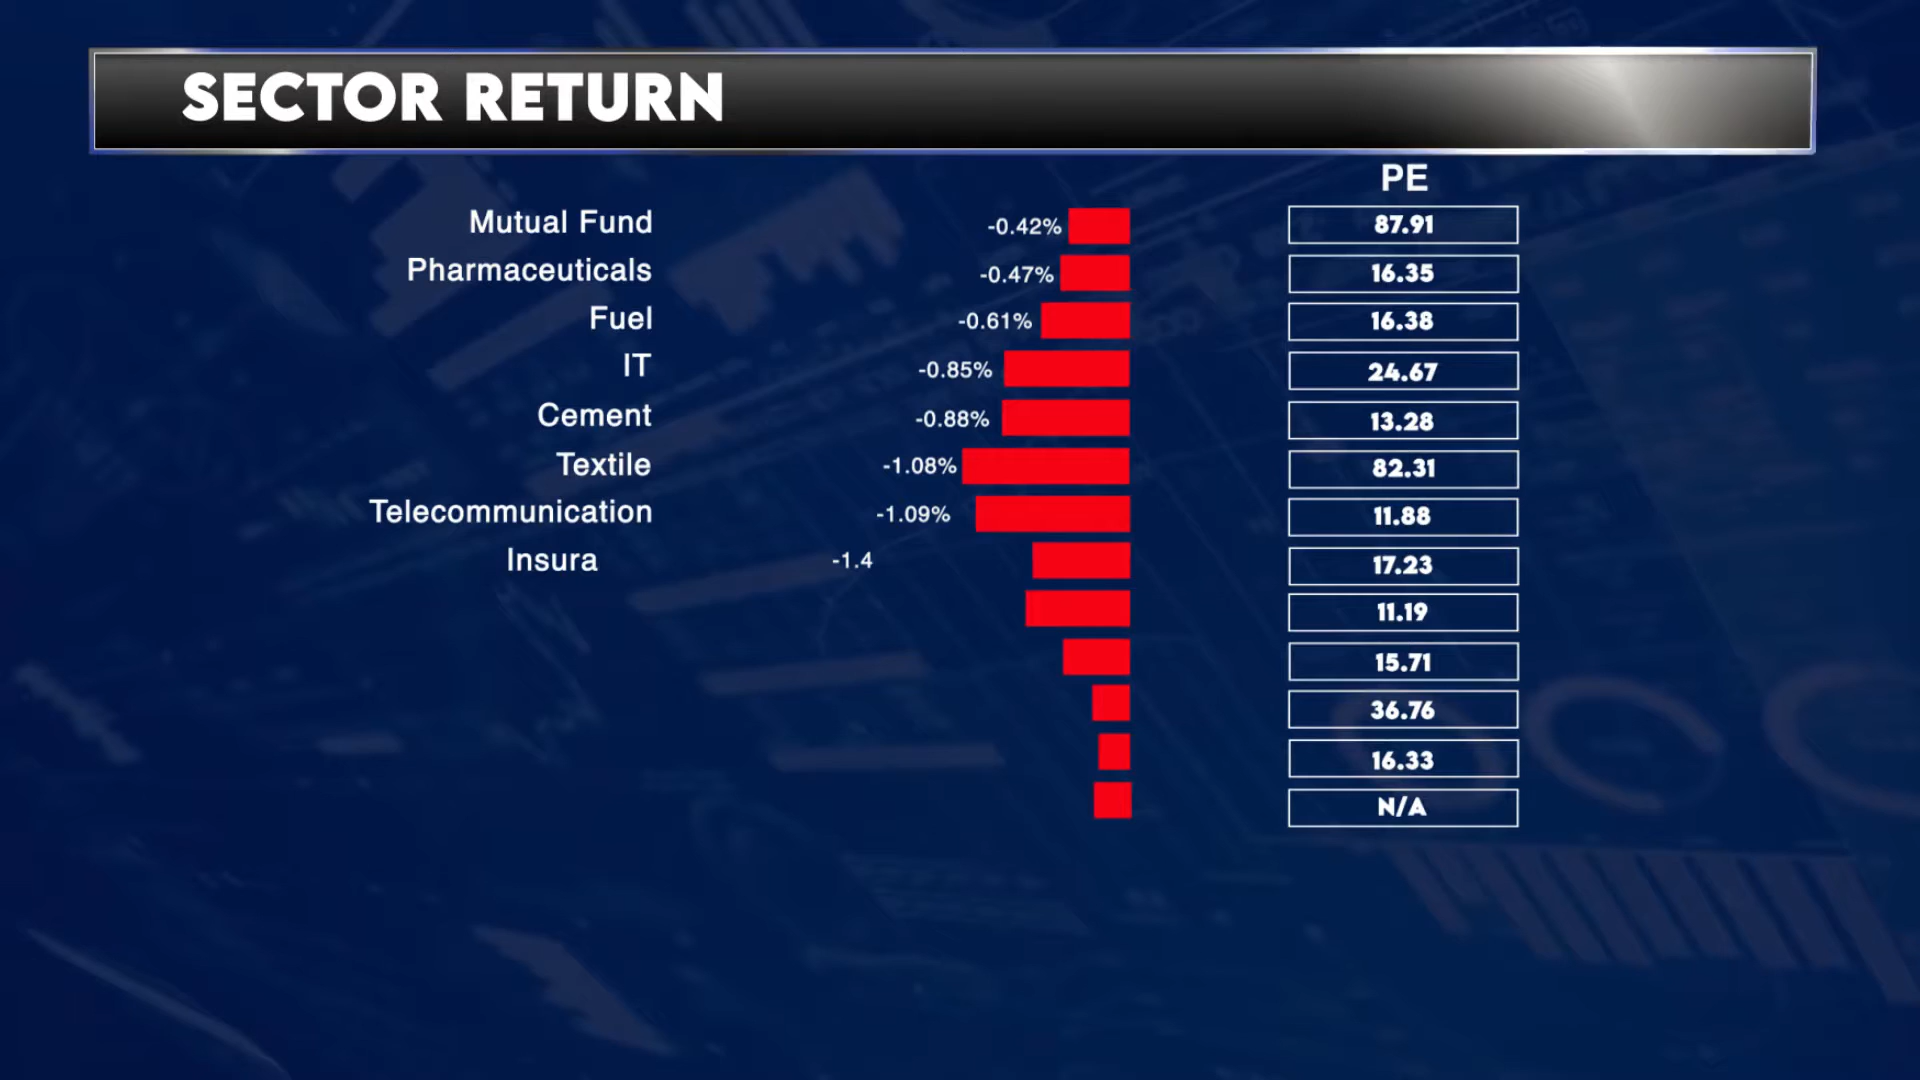 SECTOR RETURN
PE
Mutual Fund -0.42% 87.91
Pharmaceuticals -0.47% 16.35
Fuel -0.61% 16.38
IT -0.85% 24.67
Cement -0.88% 13.28
Textile -1.08% 82.31
Telecommunication -1.09% 11.88
Insura -1.4 17.23
11.19
15.71
36.76
16.33
N/A